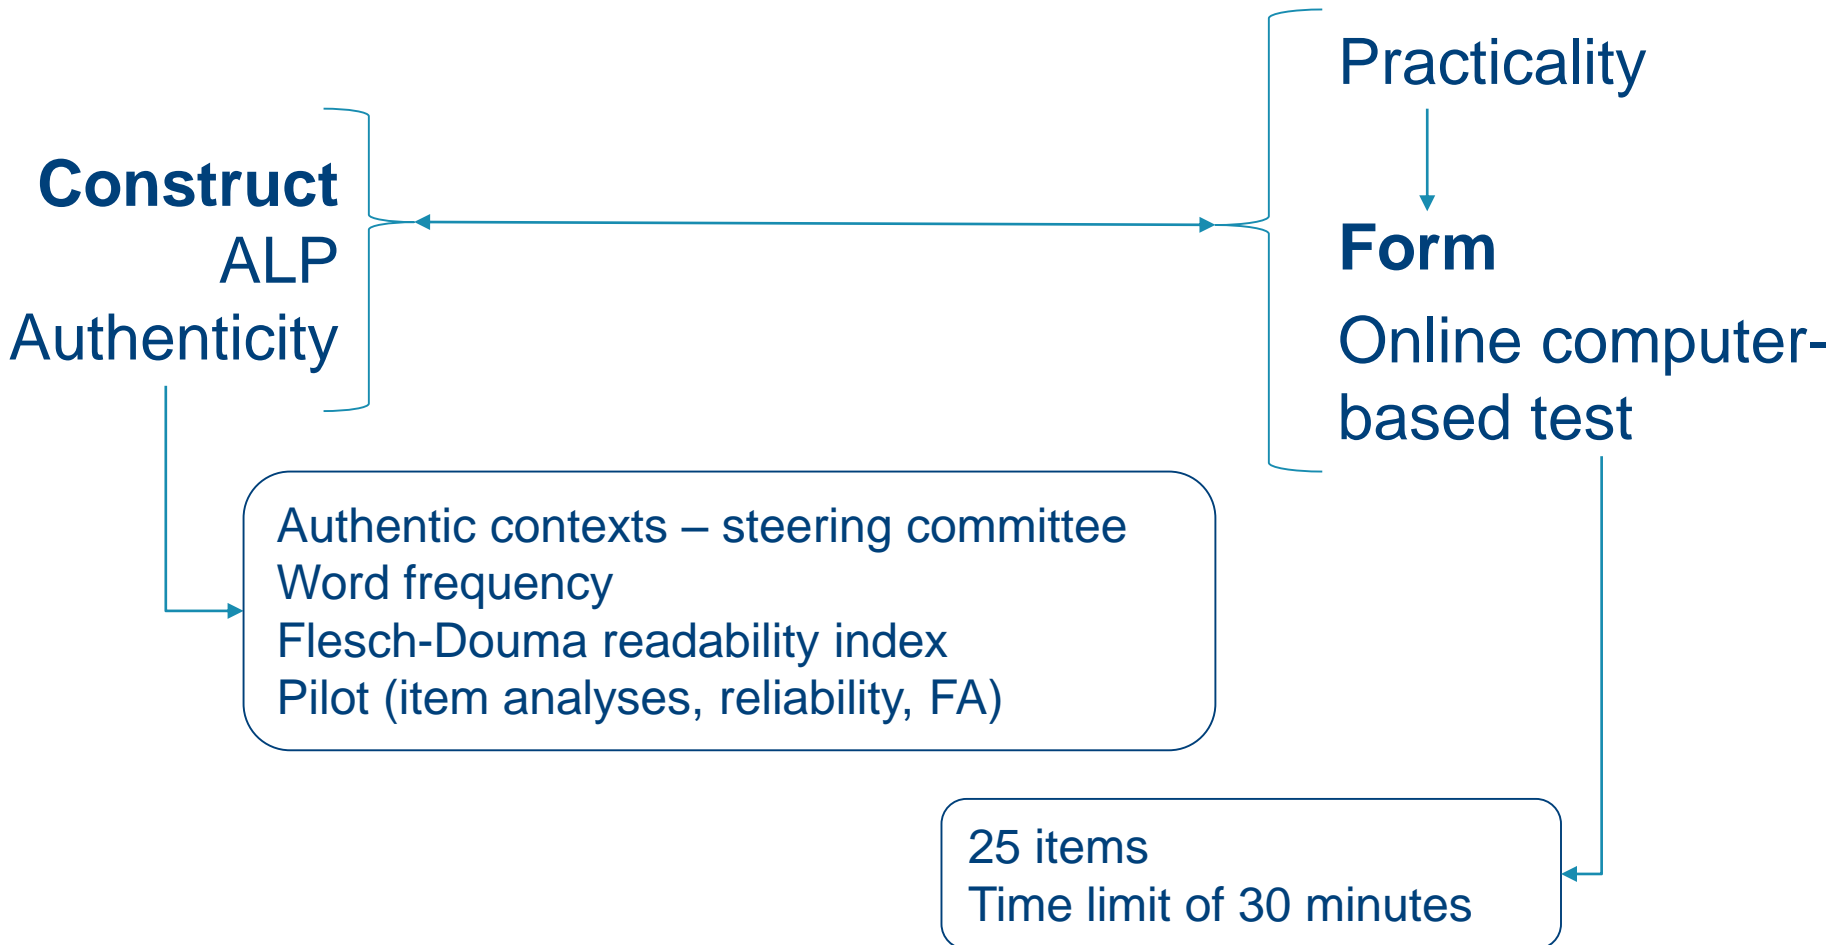 Construct
ALP
Authenticity
Practicality
Form
Online computer-
based test
Authentic contexts – steering committee
Word frequency
Flesch-Douma readability index
Pilot (item analyses, reliability, FA)
25 items
Time limit of 30 minutes